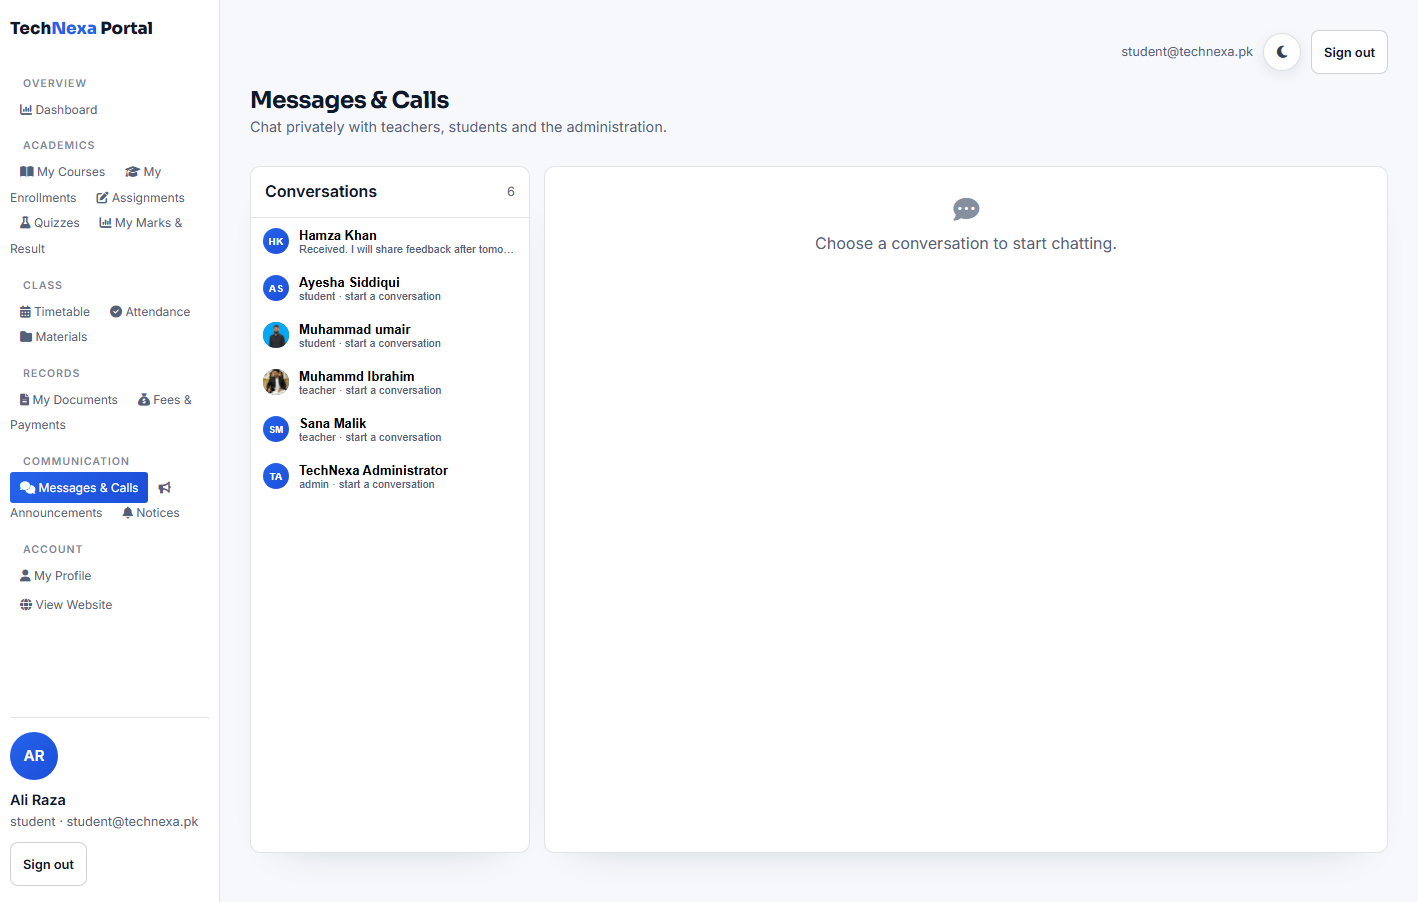 TechNexa Portal
OVERVIEW
Dashboard
ACADEMICS
My Courses My
Enrollments Assignments
Quizzes My Marks &
Result
CLASS
Timetable Attendance
Materials
RECORDS
My Documents Fees &
Payments
COMMUNICATION
Messages & Calls
Announcements Notices
ACCOUNT
My Profile
View Website
AR
Ali Raza
student · student@technexa.pk
Sign out
student@technexa.pk Sign out
Messages & Calls
Chat privately with teachers, students and the administration.
Conversations 6
HK Hamza Khan
Received. I will share feedback after tomo...
AS Ayesha Siddiqui
student · start a conversation
Muhammad umair
student · start a conversation
Muhammd Ibrahim
teacher · start a conversation
SM Sana Malik
teacher · start a conversation
TA TechNexa Administrator
admin · start a conversation
Choose a conversation to start chatting.